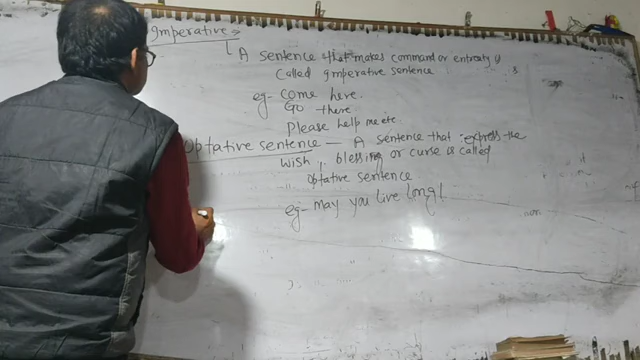 Imperative →
A sentence that makes command or entreaty is
Called Imperative sentence
eg- Come here.
Go there
Please help me etc.
Optative sentence — A sentence that express the
wish, blessing or curse is called
Optative sentence
eg- may you live long!